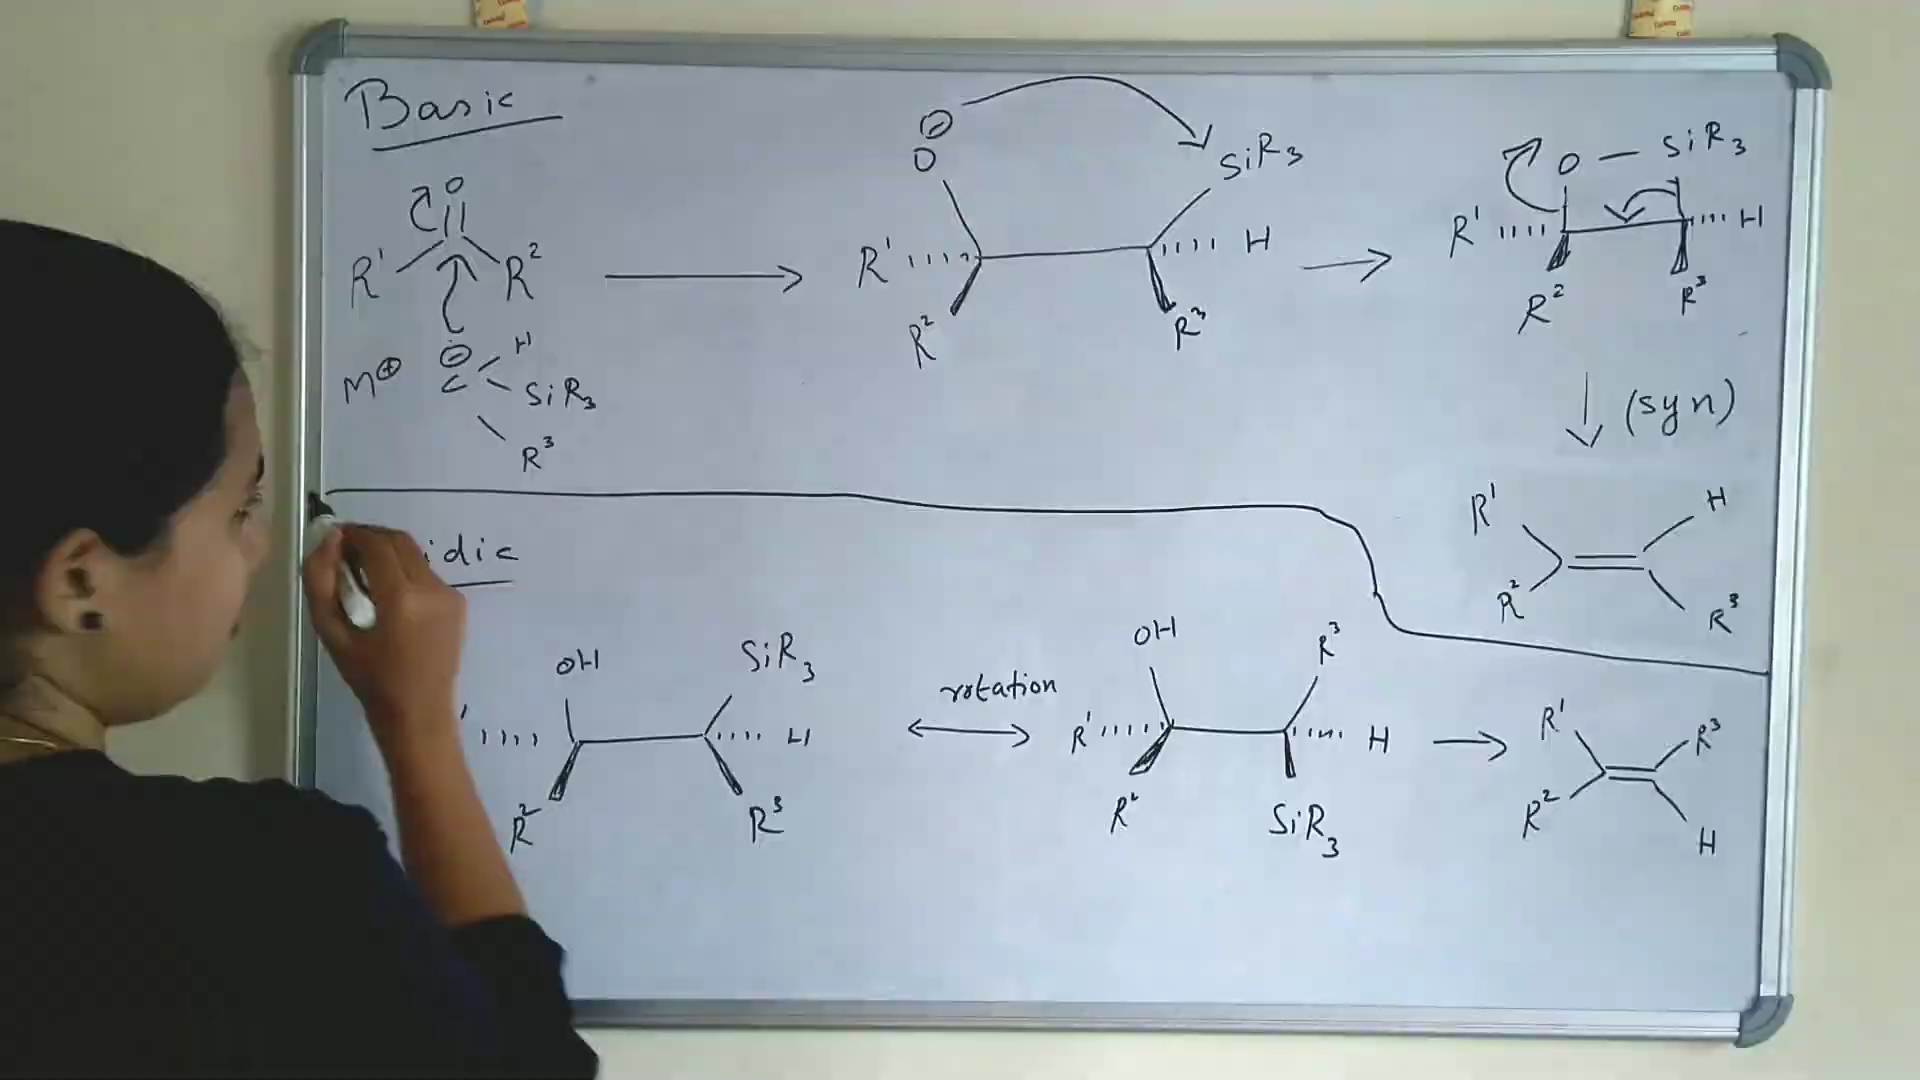 Basic
O
R¹ R²
M⊕ ⊖
C H
SiR₃
R³
⊖
O SiR₃
R¹ H
R² R³
O — SiR₃
R¹ H
R² R³
(syn)
R¹ H
R² R³
idic
OH SiR₃
H
R² R³
rotation
OH R³
R¹ H
R² SiR₃
R¹ R³
R² H